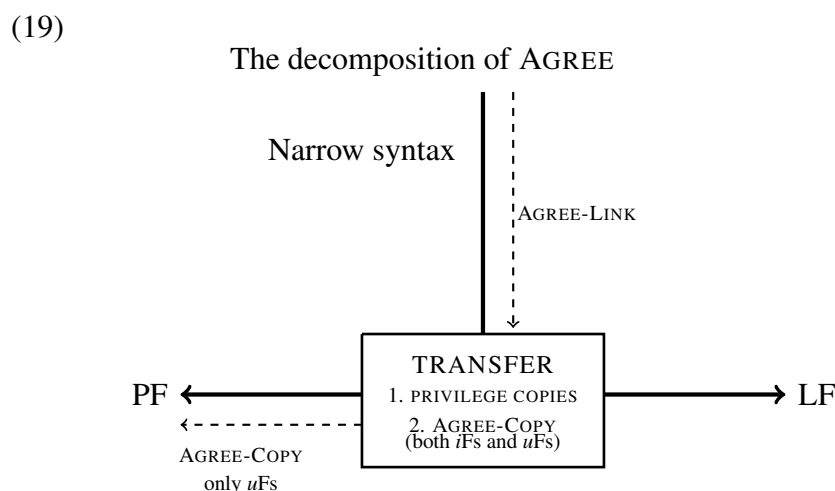 (19)
The decomposition of AGREE
Narrow syntax
AGREE-LINK
TRANSFER
PF
1. PRIVILEGE COPIES
LF
2. AGREE-COPY
(both iFs and uFs)
AGREE-COPY
only uFs